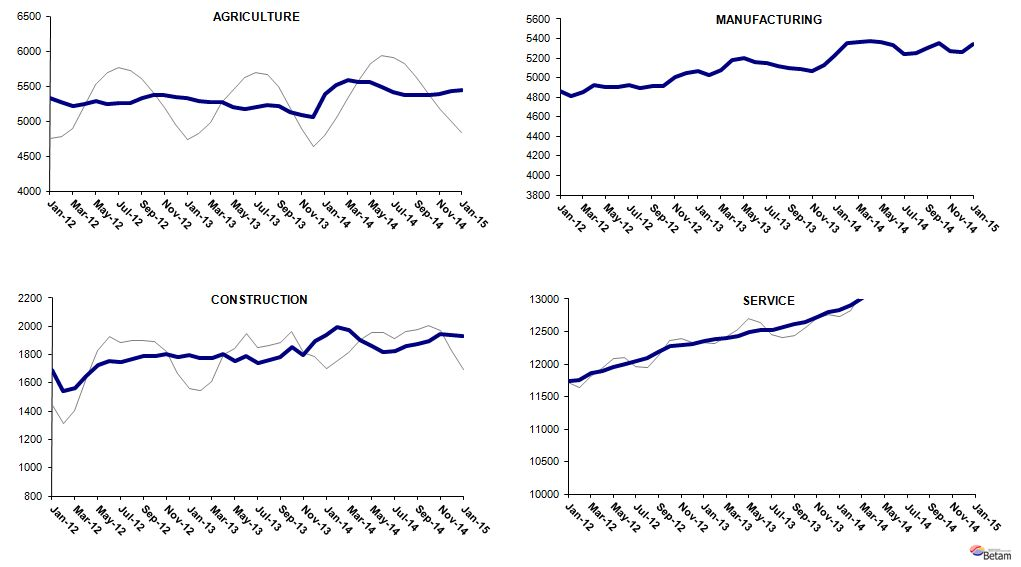 AGRICULTURE
6500
6000
5500
5000
4500
4000
Jan-12
Mar-12
May-12
Jul-12
Sep-12
Nov-12
Jan-13
Mar-13
May-13
Jul-13
Sep-13
Nov-13
Jan-14
Mar-14
May-14
Jul-14
Sep-14
Nov-14
Jan-15
MANUFACTURING
5600
5400
5200
5000
4800
4600
4400
4200
4000
3800
Jan-12
Mar-12
May-12
Jul-12
Sep-12
Nov-12
Jan-13
Mar-13
May-13
Jul-13
Sep-13
Nov-13
Jan-14
Mar-14
May-14
Jul-14
Sep-14
Nov-14
Jan-15
CONSTRUCTION
2200
2000
1800
1600
1400
1200
1000
800
Jan-12
Mar-12
May-12
Jul-12
Sep-12
Nov-12
Jan-13
Mar-13
May-13
Jul-13
Sep-13
Nov-13
Jan-14
Mar-14
May-14
Jul-14
Sep-14
Nov-14
Jan-15
SERVICE
13000
12500
12000
11500
11000
10500
10000
Jan-12
Mar-12
May-12
Jul-12
Sep-12
Nov-12
Jan-13
Mar-13
May-13
Jul-13
Sep-13
Nov-13
Jan-14
Mar-14
May-14
Jul-14
Sep-14
Nov-14
Jan-15
Betam